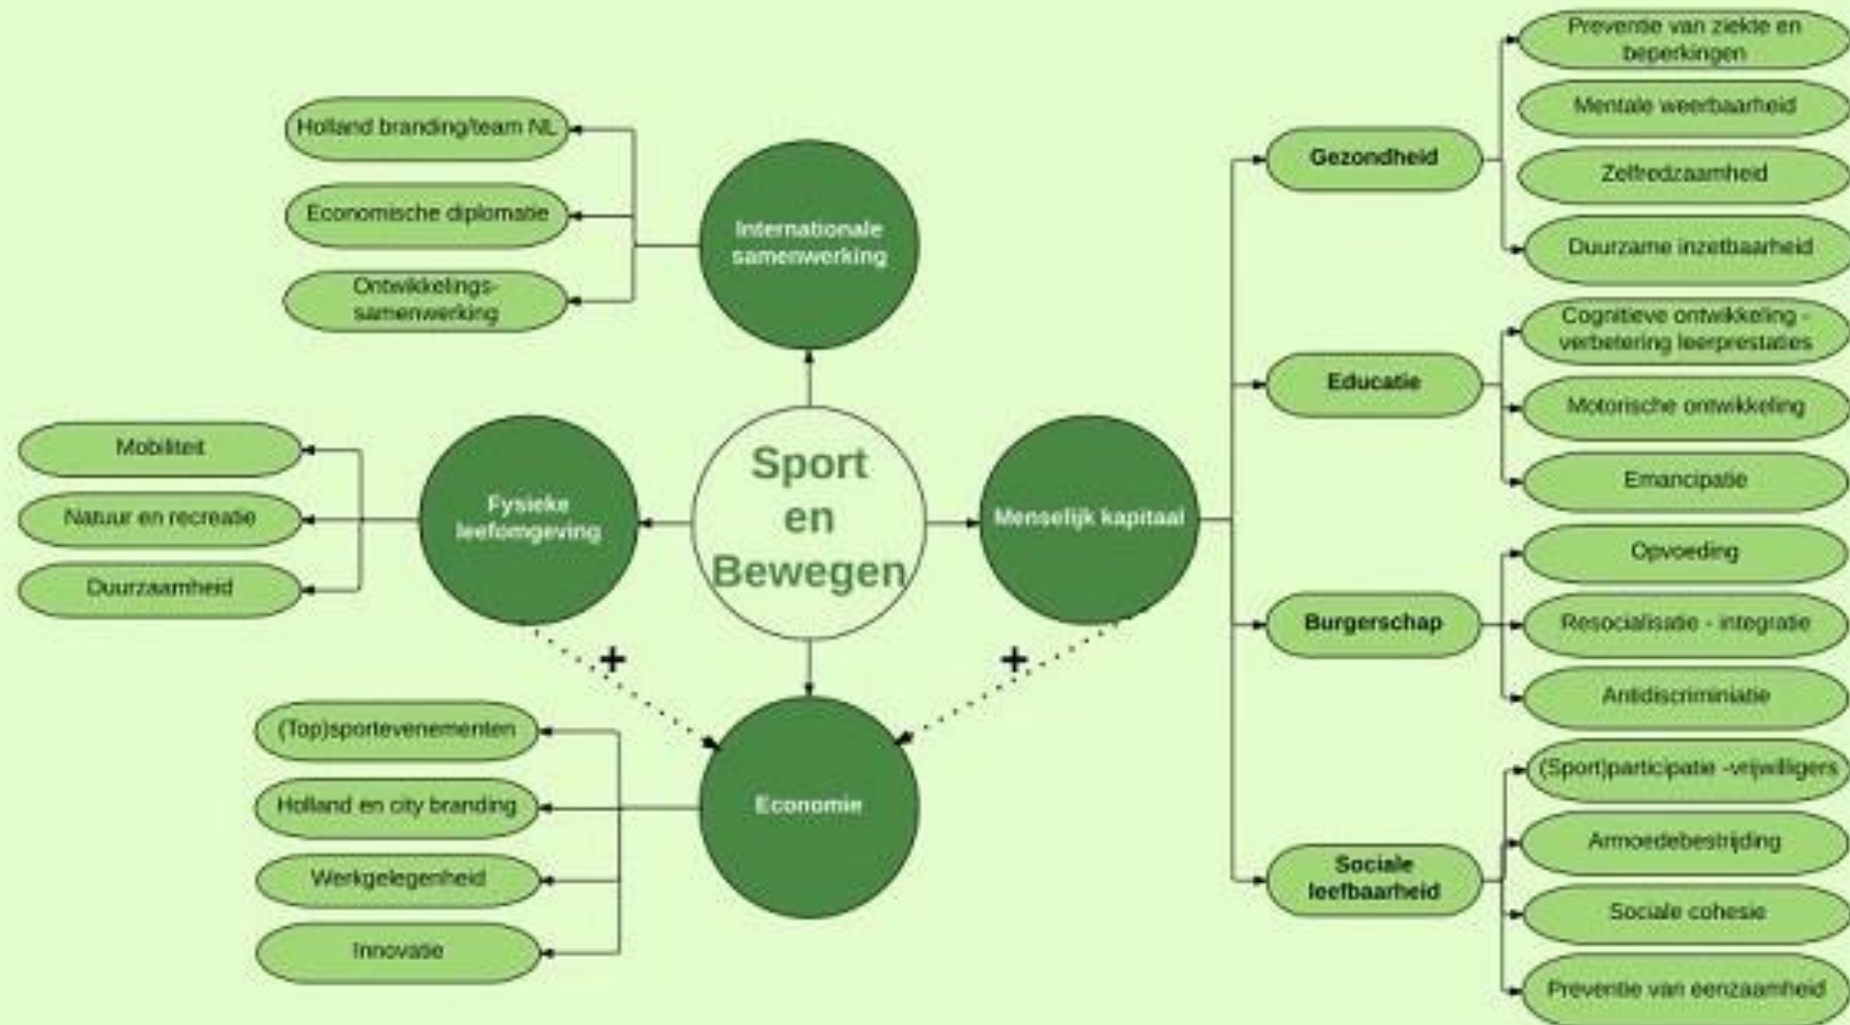 Sport
en
Bewegen
Internationale
samenwerking
Holland branding/team NL
Economische diplomatie
Ontwikkelings-
samenwerking
Fysieke
leefomgeving
Mobiliteit
Natuur en recreatie
Duurzaamheid
+
+
Economie
(Top)sportevenementen
Holland en city branding
Werkgelegenheid
Innovatie
Menselijk kapitaal
Gezondheid
Preventie van ziekte en
beperkingen
Mentale weerbaarheid
Zelfredzaamheid
Duurzame inzetbaarheid
Educatie
Cognitieve ontwikkeling -
verbetering leerprestaties
Motorische ontwikkeling
Emancipatie
Burgerschap
Opvoeding
Resocialisatie - integratie
Antidiscriminiatie
Sociale
leefbaarheid
(Sport)participatie -vrijwilligers
Armoedebestrijding
Sociale cohesie
Preventie van eenzaamheid